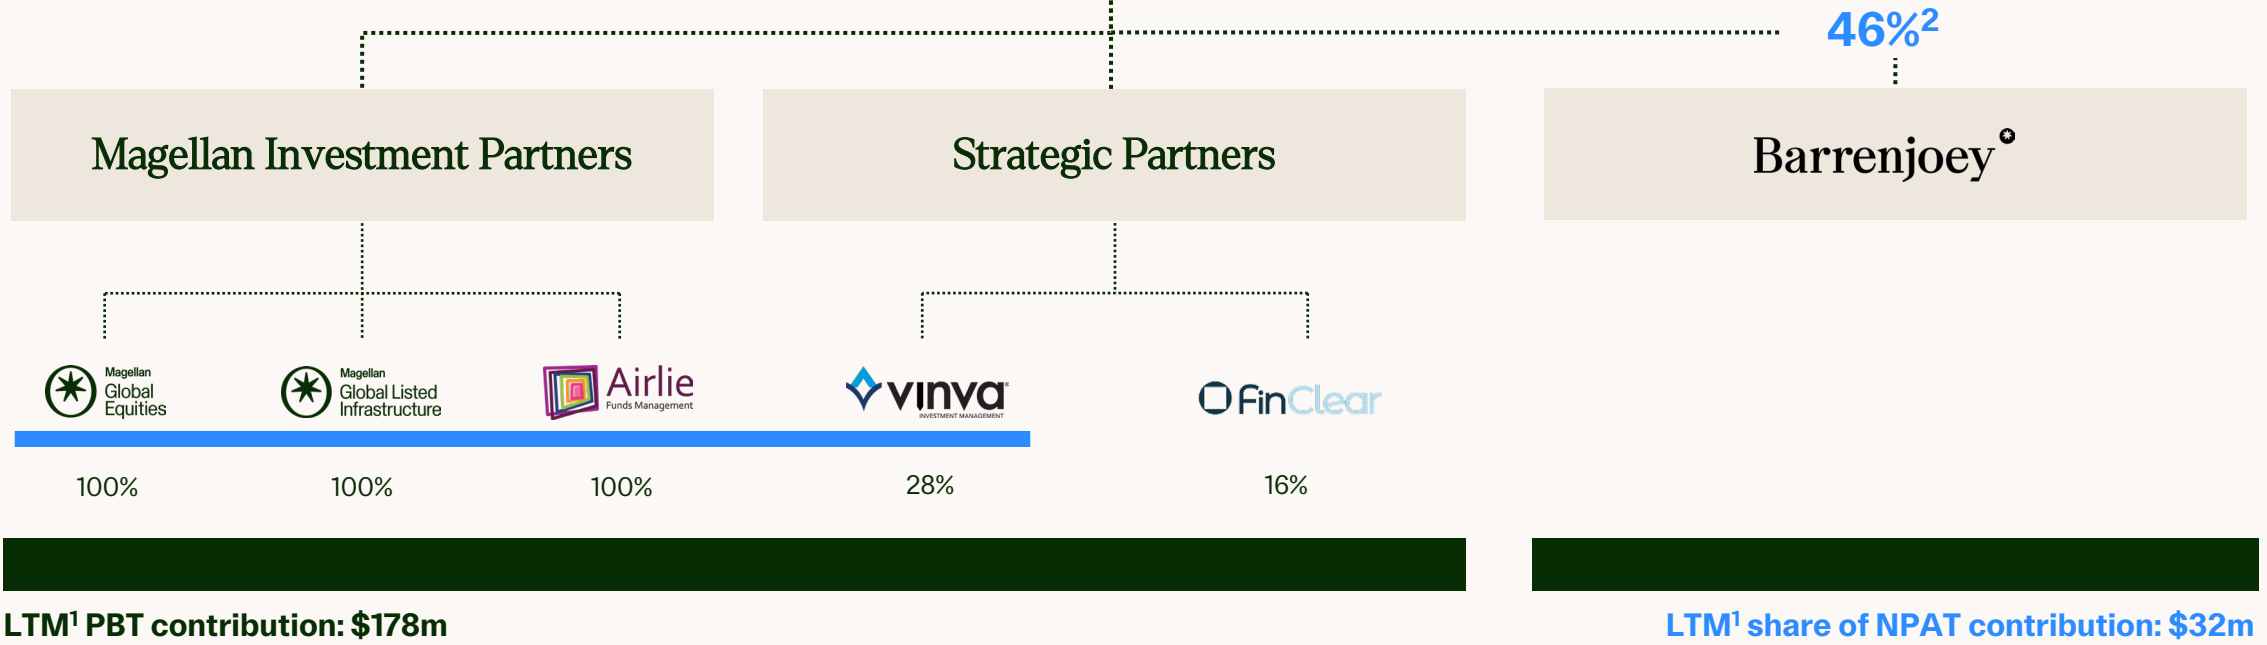 46%²
Magellan Investment Partners
Strategic Partners
Barrenjoey
Magellan
Global
Equities
Magellan
Global Listed
Infrastructure
Airlie
Funds Management
vinva
INVESTMENT MANAGEMENT
FinClear
100%
100%
100%
28%
16%
LTM¹ PBT contribution: $178m
LTM¹ share of NPAT contribution: $32m